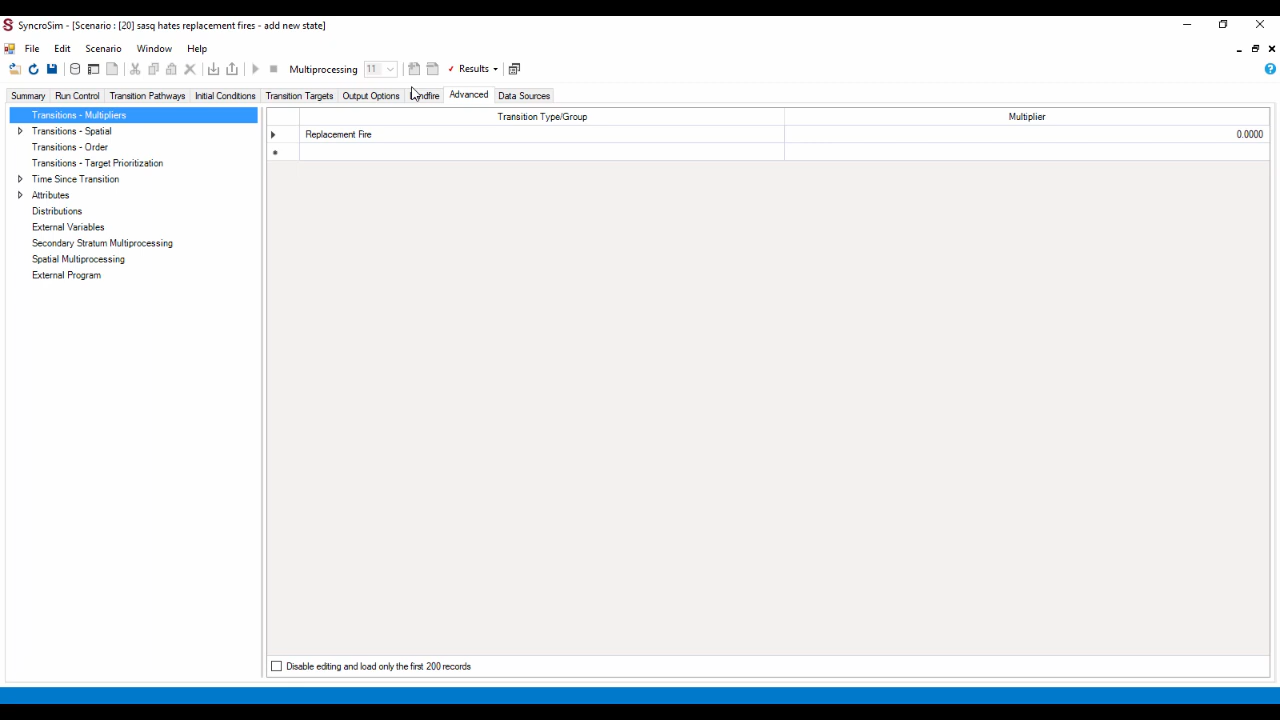 SyncroSim - [Scenario : [20] sasq hates replacement fires - add new state]
File Edit Scenario Window Help
Multiprocessing 11 Results
Summary Run Control Transition Pathways Initial Conditions Transition Targets Output Options Advanced Data Sources
Transitions - Multipliers
Transitions - Spatial
Transitions - Order
Transitions - Target Prioritization
Time Since Transition
Attributes
Distributions
External Variables
Secondary Stratum Multiprocessing
Spatial Multiprocessing
External Program
Transition Type/Group Multiplier
Replacement Fire 0.0000
Disable editing and load only the first 200 records